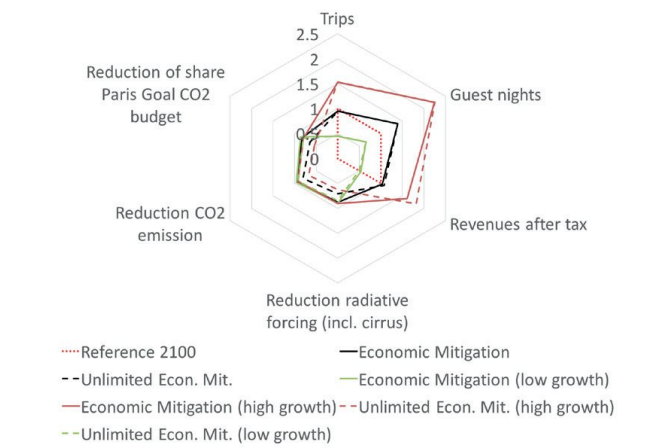 Trips
2.5
2
1.5
1
0.5
0
Reduction of share
Paris Goal CO2
budget
Guest nights
Reduction CO2
emission
Revenues after tax
Reduction radiative
forcing (incl. cirrus)
Reference 2100
Economic Mitigation
Unlimited Econ. Mit.
Economic Mitigation (low growth)
Economic Mitigation (high growth)
Unlimited Econ. Mit. (high growth)
Unlimited Econ. Mit. (low growth)